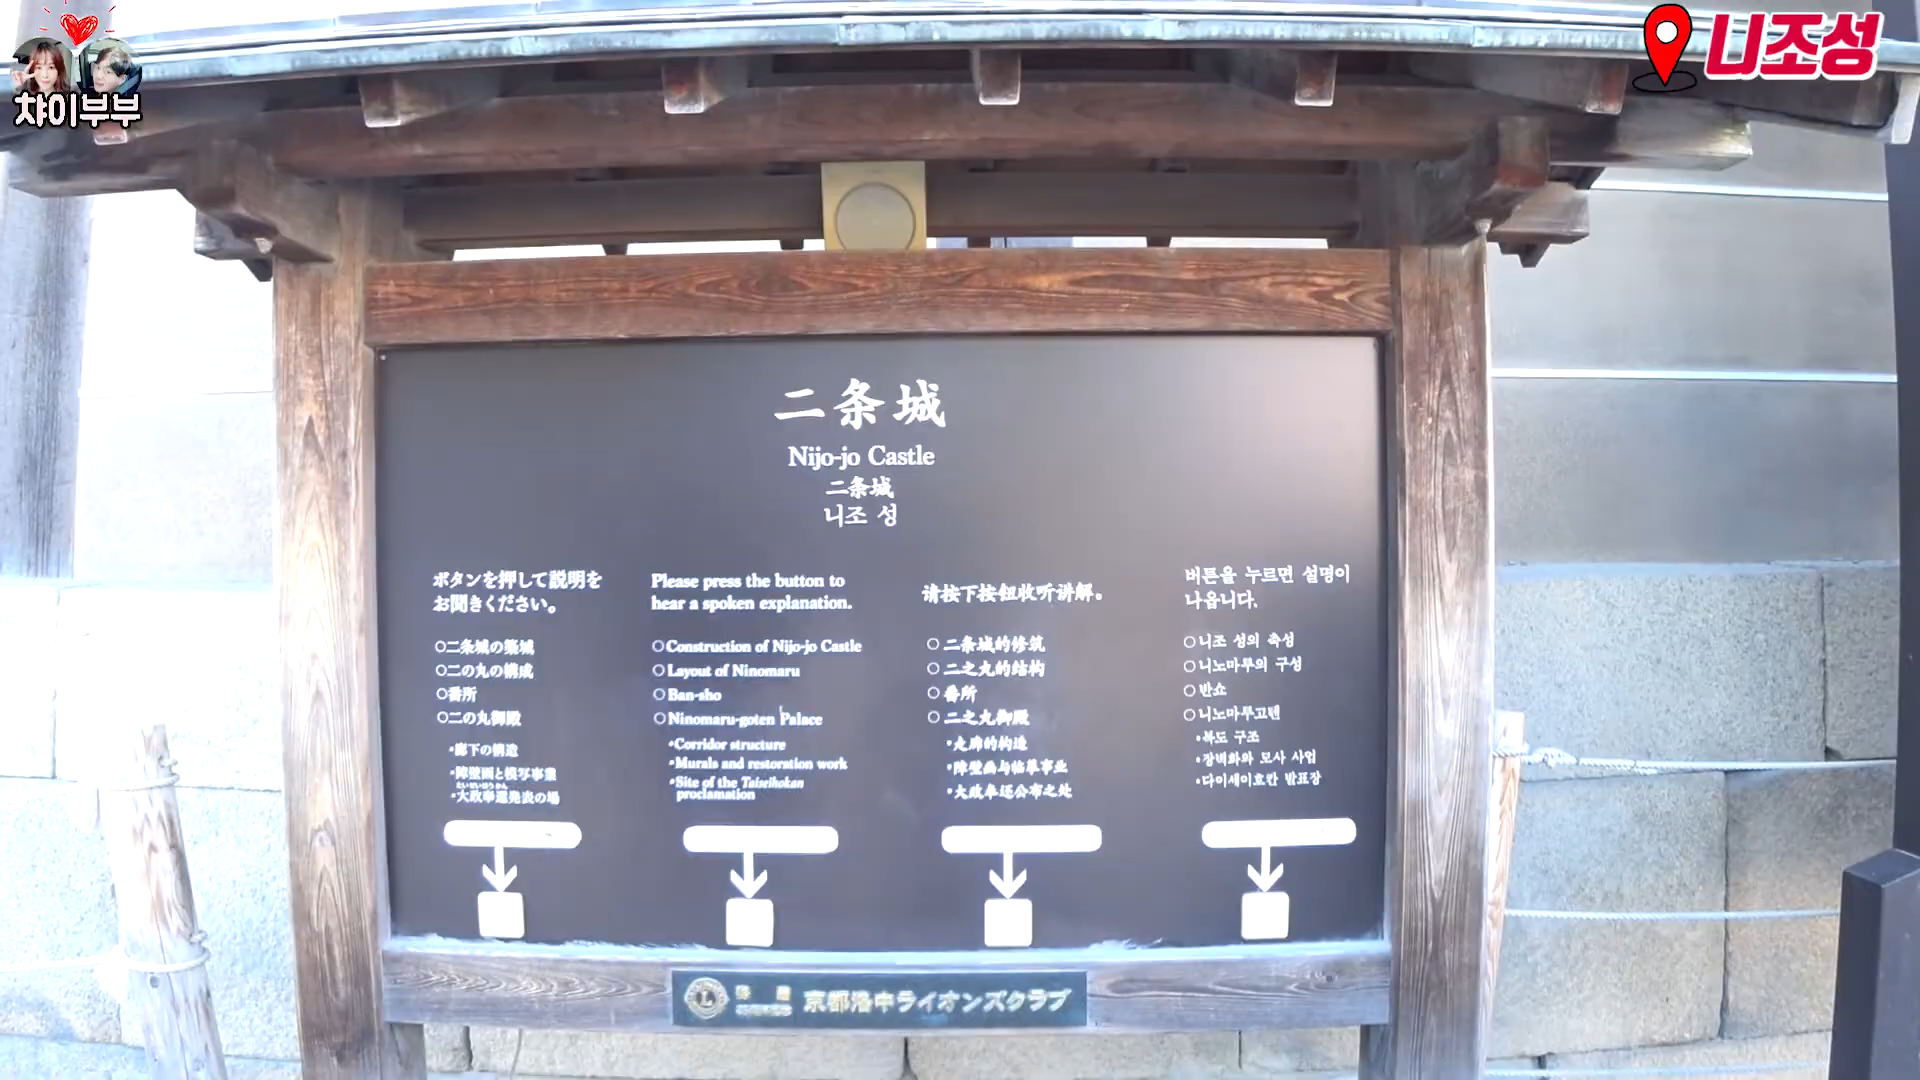 챠이부부
니조성
二条城
Nijo-jo Castle
二条城
니조 성
ボタンを押して説明を
お聞きください。
○二条城の築城
○二の丸の構成
○番所
○二の丸御殿
・廊下の構造
・障壁画と模写事業
たいせいほうかん
・大政奉還発表の場
Please press the button to
hear a spoken explanation.
○Construction of Nijo-jo Castle
○Layout of Ninomaru
○Ban-sho
○Ninomaru-goten Palace
・Corridor structure
・Murals and restoration work
・Site of the Taiseihokan
proclamation
请按下按钮收听讲解。
○二条城的修筑
○二之丸的结构
○番所
○二之丸御殿
・走廊的构造
・障壁画与临摹事业
・大政奉还公布之处
버튼을 누르면 설명이
나옵니다.
○니조 성의 축성
○니노마루의 구성
○반쇼
○니노마루고텐
・복도 구조
・장벽화와 모사 사업
・다이세이호칸 발표장
L
京都洛中ライオンズクラブ